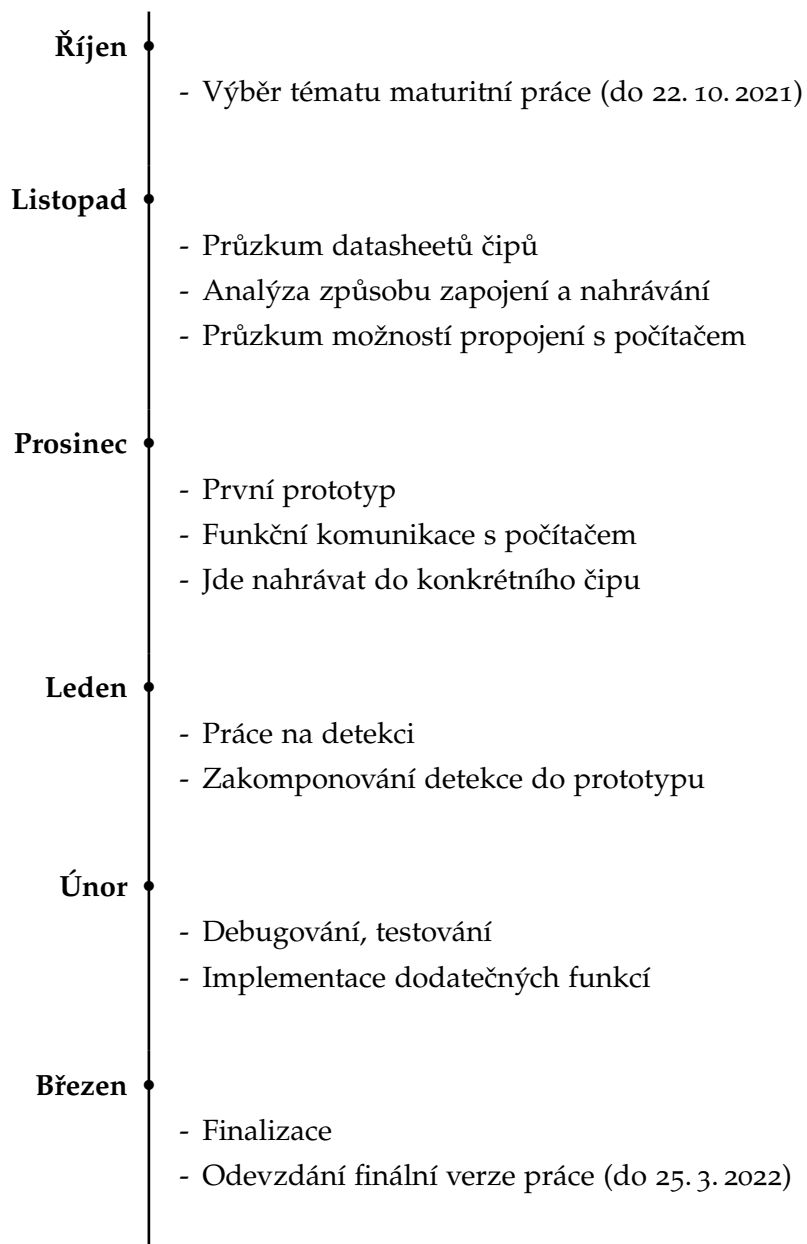 Říjen
- Výběr tématu maturitní práce (do 22. 10. 2021)
Listopad
- Průzkum datasheetů čipů
- Analýza způsobu zapojení a nahrávání
- Průzkum možností propojení s počítačem
Prosinec
- První prototyp
- Funkční komunikace s počítačem
- Jde nahrávat do konkrétního čipu
Leden
- Práce na detekci
- Zakomponování detekce do prototypu
Únor
- Debugování, testování
- Implementace dodatečných funkcí
Březen
- Finalizace
- Odevzdání finální verze práce (do 25. 3. 2022)